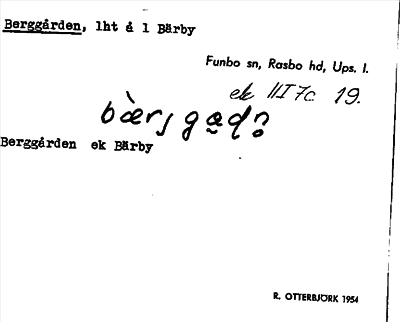 Berggården, lht å 1 Bärby
Funbo sn, Rasbo hd, Ups. l.
ek III 7c 19.
Berggården ek Bärby
R. OTTERBJÖRK 1954